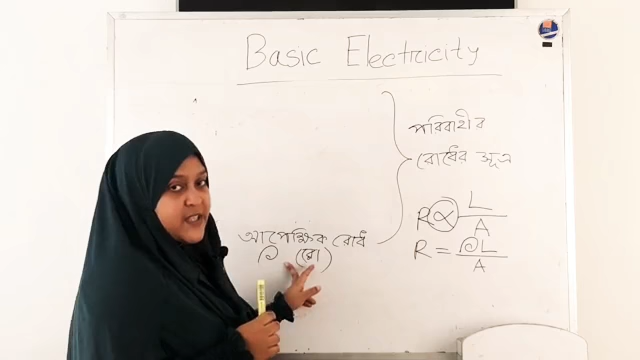 Basic Electricity
পরিবাহীর
রোধের সূত্র
R ∝ L/A
আপেক্ষিক রোধ
ρ (রো)
R = ρL/A